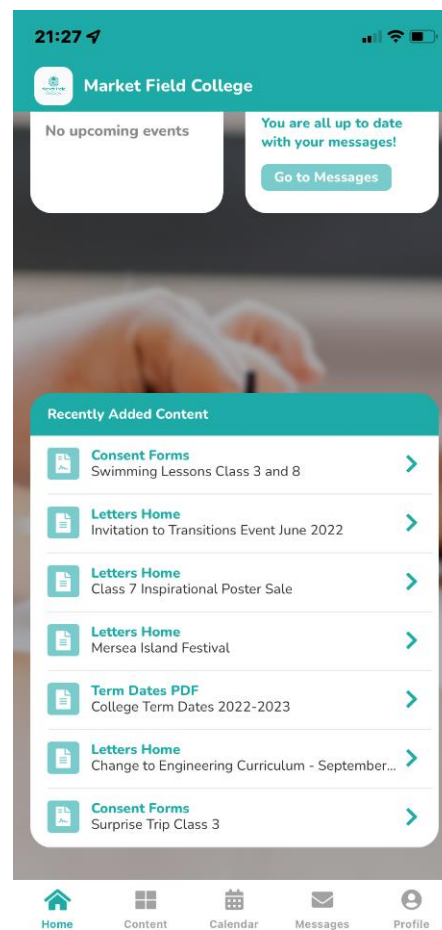 21:27
Market Field College
No upcoming events
You are all up to date
with your messages!
Go to Messages
Recently Added Content
Consent Forms
Swimming Lessons Class 3 and 8
Letters Home
Invitation to Transitions Event June 2022
Letters Home
Class 7 Inspirational Poster Sale
Letters Home
Mersea Island Festival
Term Dates PDF
College Term Dates 2022-2023
Letters Home
Change to Engineering Curriculum - September...
Consent Forms
Surprise Trip Class 3
Home
Content
Calendar
Messages
Profile